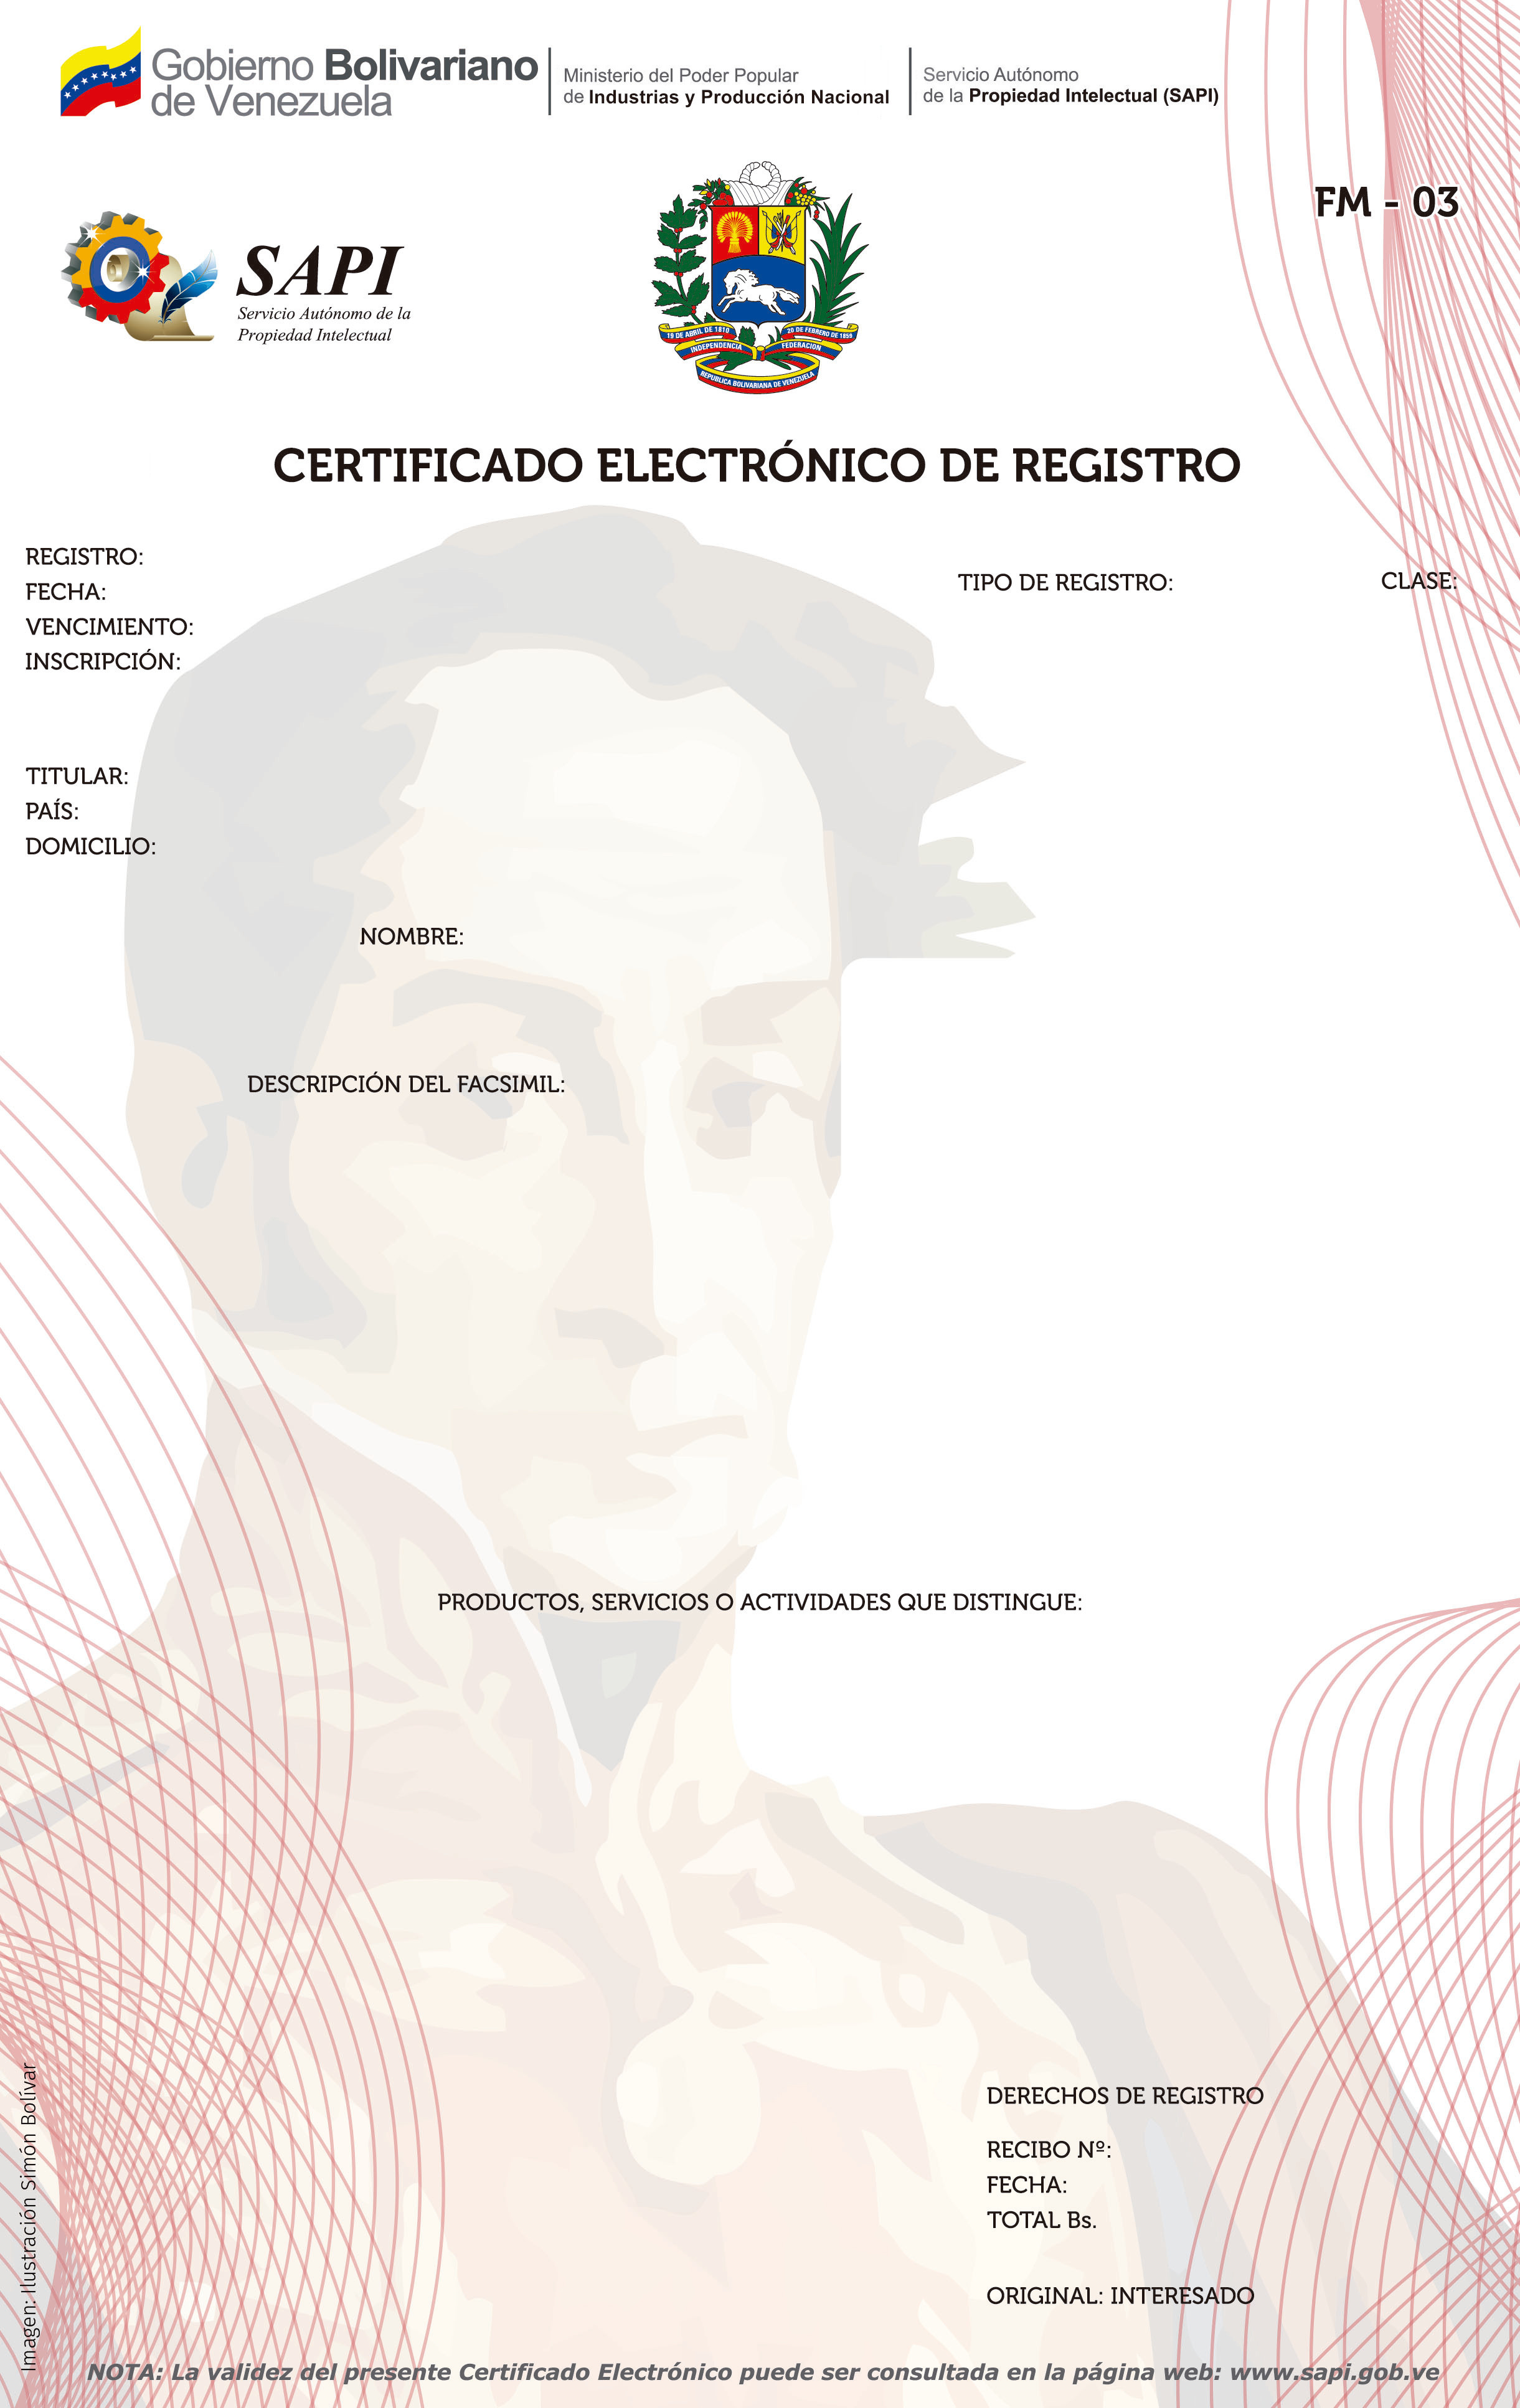 Gobierno Bolivariano
de Venezuela
Ministerio del Poder Popular
de Industrias y Producción Nacional
Servicio Autónomo
de la Propiedad Intelectual (SAPI)
FM - 03
SAPI
Servicio Autónomo de la
Propiedad Intelectual
19 DE ABRIL DE 1810
20 DE FEBRERO DE 1859
INDEPENDENCIA
FEDERACION
REPUBLICA BOLIVARIANA DE VENEZUELA
CERTIFICADO ELECTRÓNICO DE REGISTRO
REGISTRO:
FECHA:
VENCIMIENTO:
INSCRIPCIÓN:
TIPO DE REGISTRO:
CLASE:
TITULAR:
PAÍS:
DOMICILIO:
NOMBRE:
DESCRIPCIÓN DEL FACSIMIL:
PRODUCTOS, SERVICIOS O ACTIVIDADES QUE DISTINGUE:
DERECHOS DE REGISTRO
RECIBO Nº:
FECHA:
TOTAL Bs.
ORIGINAL: INTERESADO
Imagen: Ilustración Simón Bolívar
NOTA: La validez del presente Certificado Electrónico puede ser consultada en la página web: www.sapi.gob.ve